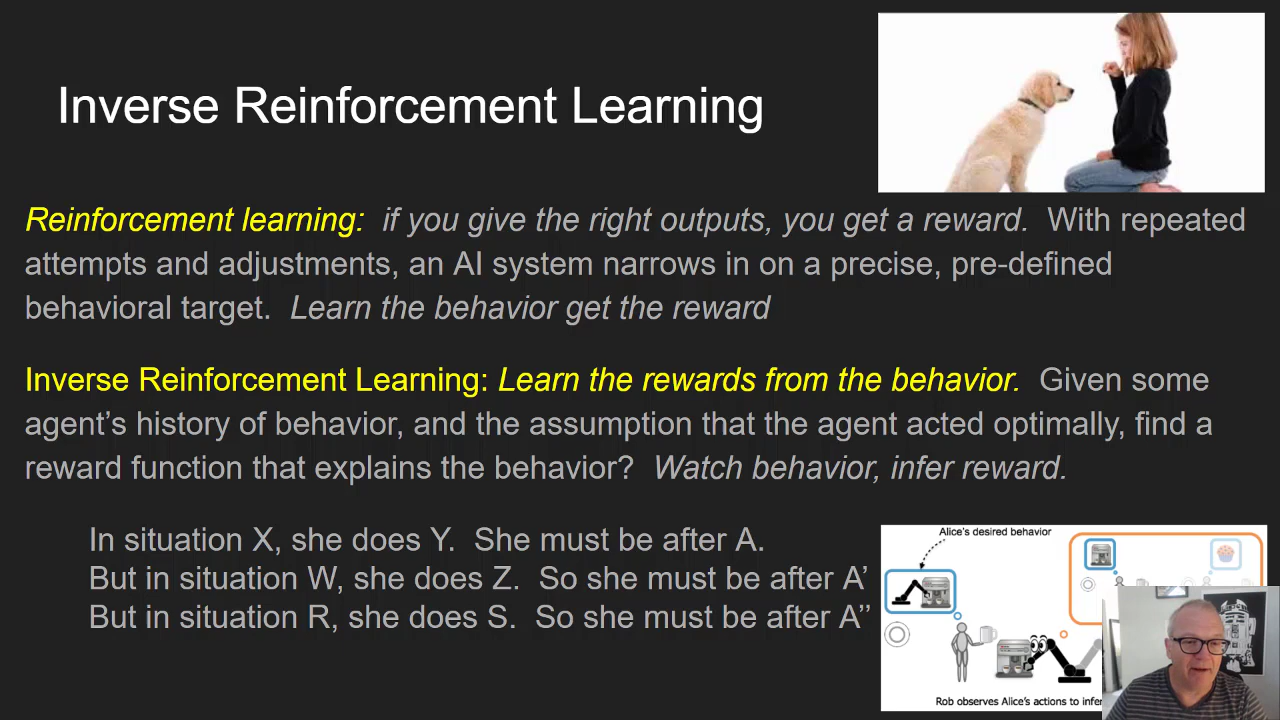 Inverse Reinforcement Learning
Reinforcement learning: if you give the right outputs, you get a reward. With repeated
attempts and adjustments, an AI system narrows in on a precise, pre-defined
behavioral target. Learn the behavior get the reward
Inverse Reinforcement Learning: Learn the rewards from the behavior. Given some
agent's history of behavior, and the assumption that the agent acted optimally, find a
reward function that explains the behavior? Watch behavior, infer reward.
In situation X, she does Y. She must be after A.
But in situation W, she does Z. So she must be after A'
But in situation R, she does S. So she must be after A''
Alice's desired behavior
Rob observes Alice's actions to infer